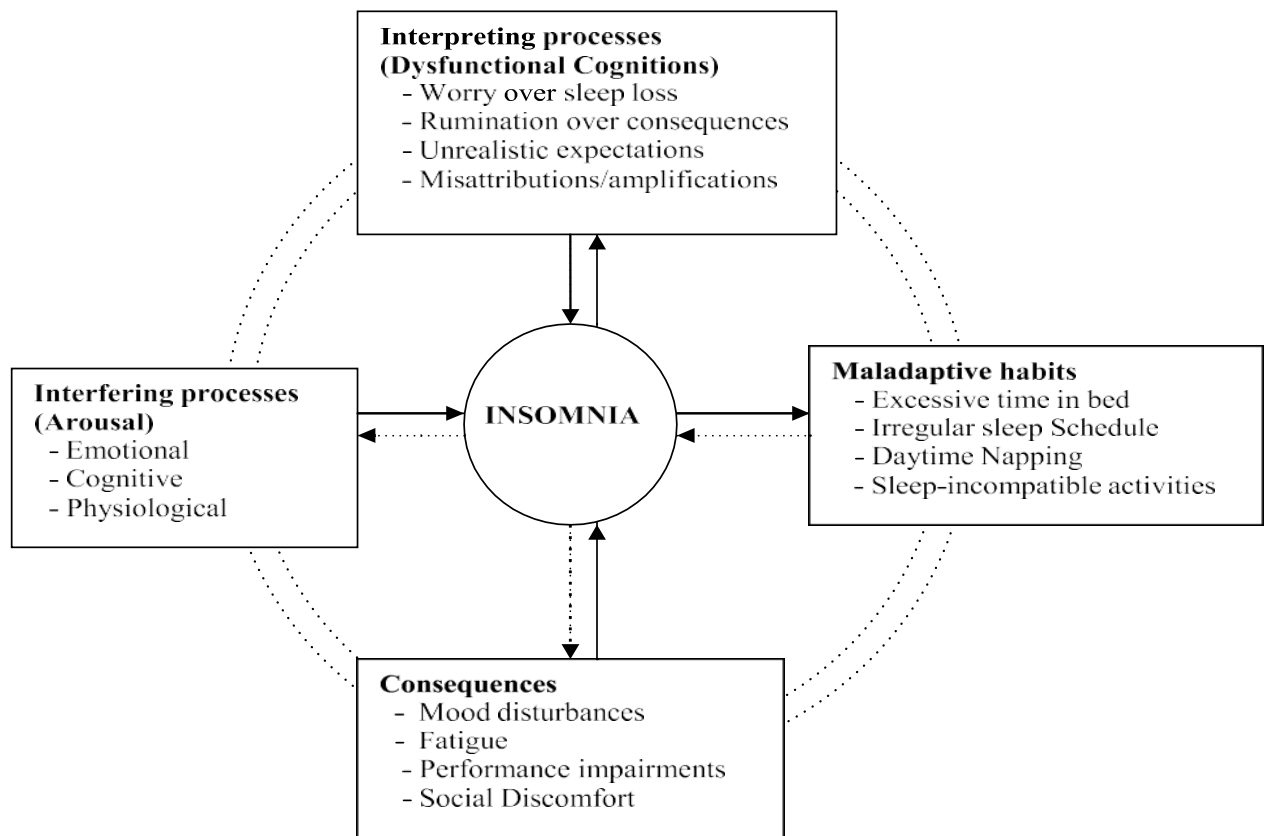 Interpreting processes
(Dysfunctional Cognitions)
- Worry over sleep loss
- Rumination over consequences
- Unrealistic expectations
- Misattributions/amplifications
Interfering processes
(Arousal)
- Emotional
- Cognitive
- Physiological
INSOMNIA
Maladaptive habits
- Excessive time in bed
- Irregular sleep Schedule
- Daytime Napping
- Sleep-incompatible activities
Consequences
- Mood disturbances
- Fatigue
- Performance impairments
- Social Discomfort